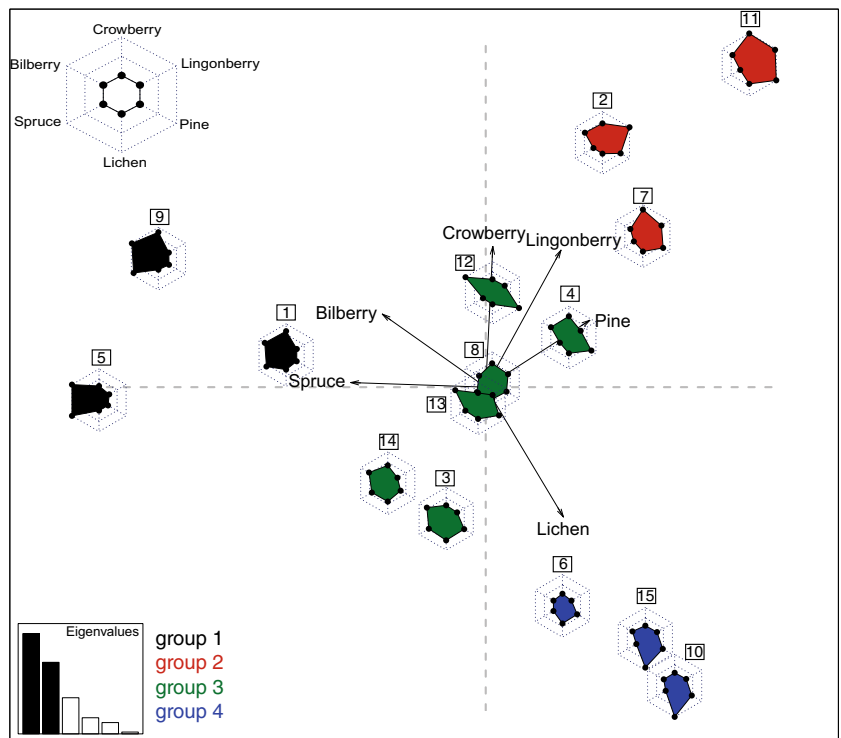 Crowberry
Bilberry
Lingonberry
Spruce
Pine
Lichen
11
2
9
7
Crowberry
Lingonberry
12
4
Bilberry
Pine
1
8
5
Spruce
13
14
3
Lichen
6
15
10
Eigenvalues
group 1
group 2
group 3
group 4